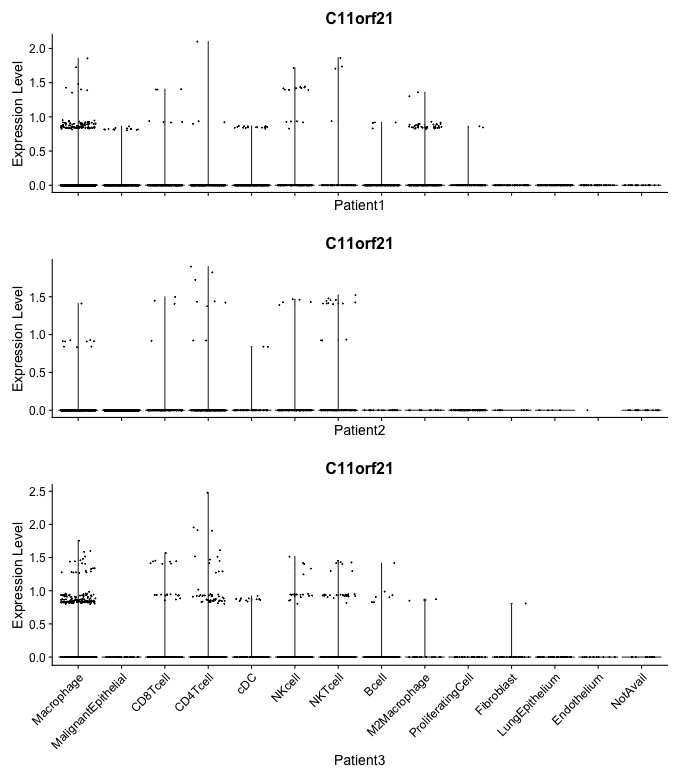 C11orf21
Expression Level
2.0
1.5
1.0
0.5
0.0
Patient1
C11orf21
Expression Level
1.5
1.0
0.5
0.0
Patient2
C11orf21
Expression Level
2.5
2.0
1.5
1.0
0.5
0.0
Macrophage
MalignantEpithelial
CD8Tcell
CD4Tcell
cDC
NKcell
NKTcell
Bcell
M2Macrophage
ProliferatingCell
Fibroblast
LungEpithelium
Endothelium
NotAvail
Patient3